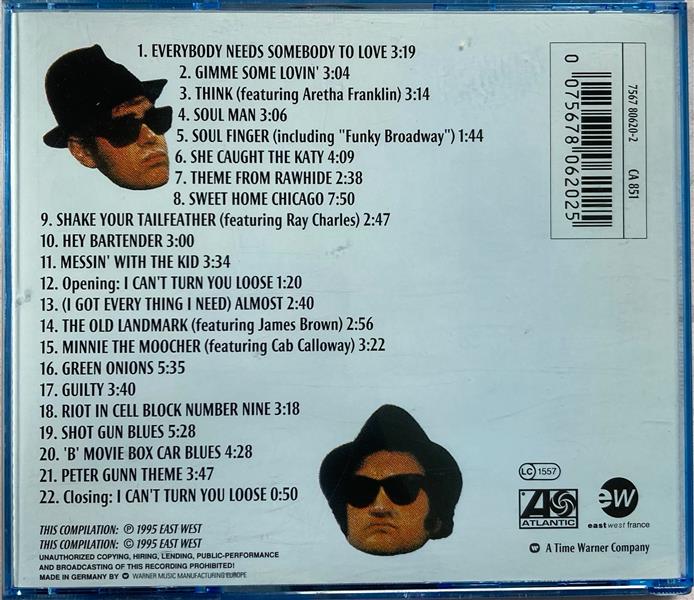 1. EVERYBODY NEEDS SOMEBODY TO LOVE 3:19
2. GIMME SOME LOVIN' 3:04
3. THINK (featuring Aretha Franklin) 3:14
4. SOUL MAN 3:06
5. SOUL FINGER (including "Funky Broadway") 1:44
6. SHE CAUGHT THE KATY 4:09
7. THEME FROM RAWHIDE 2:38
8. SWEET HOME CHICAGO 7:50
9. SHAKE YOUR TAILFEATHER (featuring Ray Charles) 2:47
10. HEY BARTENDER 3:00
11. MESSIN' WITH THE KID 3:34
12. Opening: I CAN'T TURN YOU LOOSE 1:20
13. (I GOT EVERY THING I NEED) ALMOST 2:40
14. THE OLD LANDMARK (featuring James Brown) 2:56
15. MINNIE THE MOOCHER (featuring Cab Calloway) 3:22
16. GREEN ONIONS 5:35
17. GUILTY 3:40
18. RIOT IN CELL BLOCK NUMBER NINE 3:18
19. SHOT GUN BLUES 5:28
20. 'B' MOVIE BOX CAR BLUES 4:28
21. PETER GUNN THEME 3:47
22. Closing: I CAN'T TURN YOU LOOSE 0:50
THIS COMPILATION: ℗ 1995 EAST WEST
THIS COMPILATION: © 1995 EAST WEST
UNAUTHORIZED COPYING, HIRING, LENDING, PUBLIC-PERFORMANCE
AND BROADCASTING OF THIS RECORDING PROHIBITED!
MADE IN GERMANY BY W WARNER MUSIC MANUFACTURING EUROPE
7567 80620-2 CA 851
0 075678 062025
LC 1557
ATLANTIC
ew
east west france
W A Time Warner Company